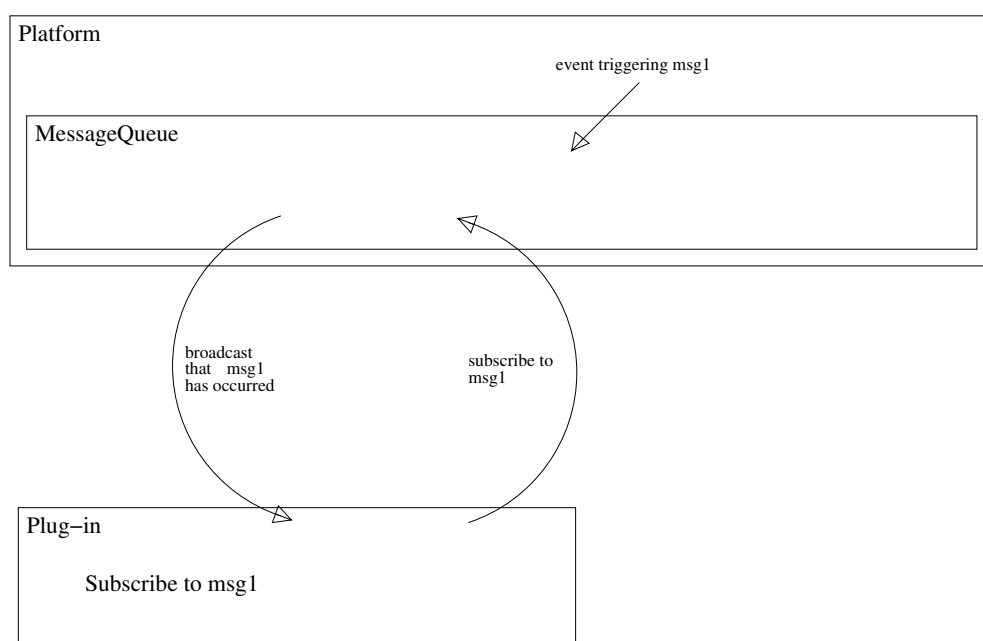 Platform
event triggering msg1
MessageQueue
broadcast
that msg1
has occurred
subscribe to
msg1
Plug−in
Subscribe to msg1